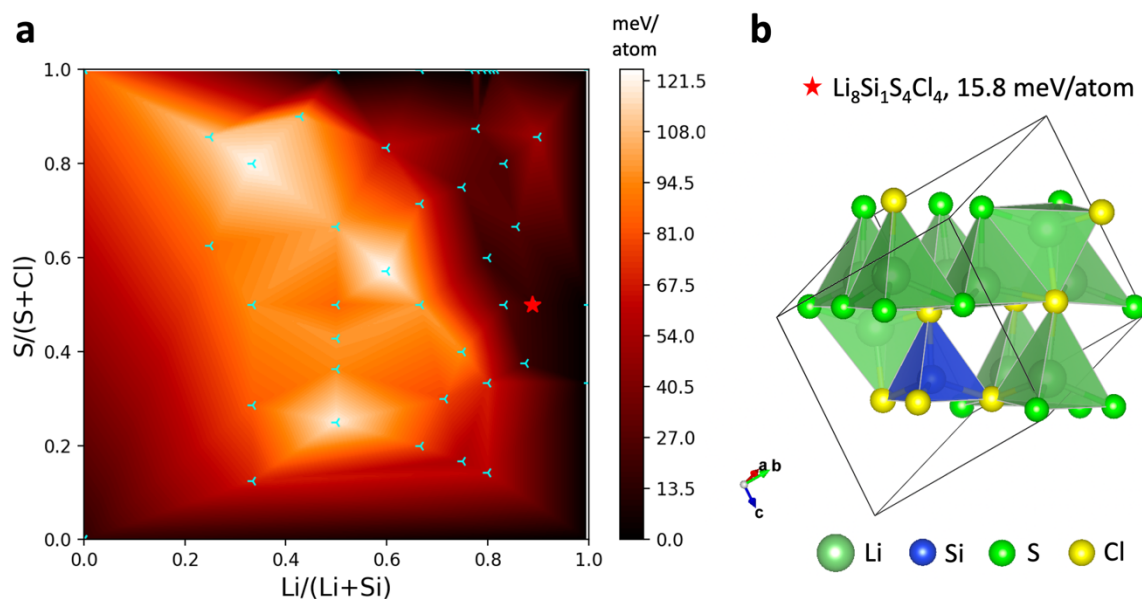 a
meV/
atom
b
1.0
0.8
0.6
0.4
0.2
0.0
S/(S+Cl)
0.0
0.2
0.4
0.6
0.8
1.0
Li/(Li+Si)
121.5
108.0
94.5
81.0
67.5
54.0
40.5
27.0
13.5
0.0
★ Li₈Si₁S₄Cl₄, 15.8 meV/atom
a b
c
Li
Si
S
Cl